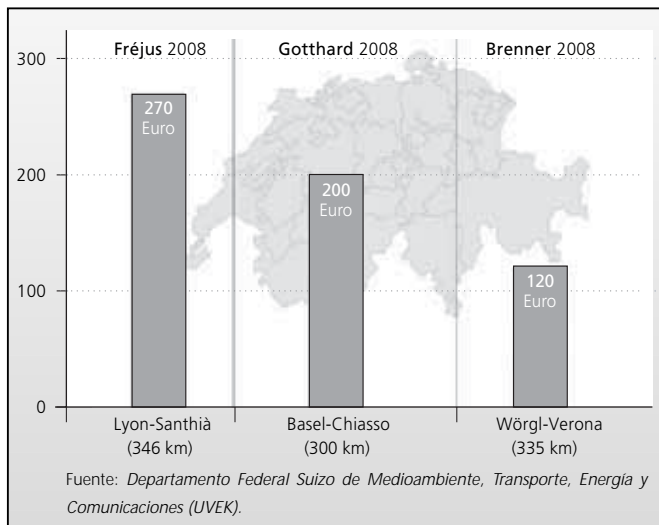 Fréjus 2008
Gotthard 2008
Brenner 2008
300
200
100
0
270
Euro
200
Euro
120
Euro
Lyon-Santhià
(346 km)
Basel-Chiasso
(300 km)
Wörgl-Verona
(335 km)
Fuente: Departamento Federal Suizo de Medioambiente, Transporte, Energía y
Comunicaciones (UVEK).